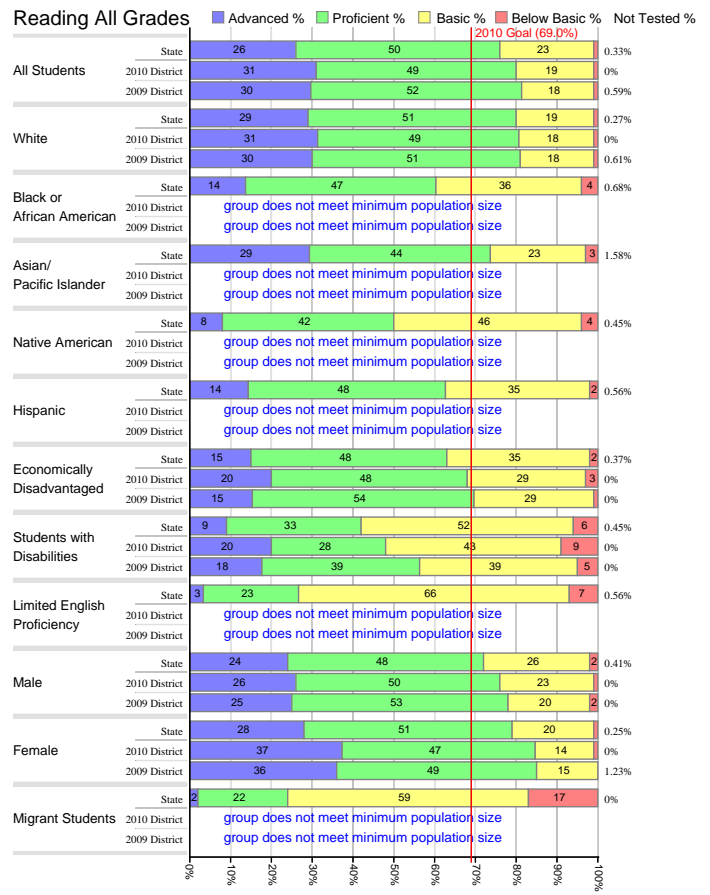 Reading All Grades Advanced % Proficient % Basic % Below Basic % Not Tested %
2010 Goal (69.0%)
All Students
State 26 50 23 0.33%
2010 District 31 49 19 0%
2009 District 30 52 18 0.59%
White
State 29 51 19 0.27%
2010 District 31 49 18 0%
2009 District 30 51 18 0.61%
Black or
African American
State 14 47 36 4 0.68%
2010 District group does not meet minimum population size
2009 District group does not meet minimum population size
Asian/
Pacific Islander
State 29 44 23 3 1.58%
2010 District group does not meet minimum population size
2009 District group does not meet minimum population size
Native American
State 8 42 46 4 0.45%
2010 District group does not meet minimum population size
2009 District group does not meet minimum population size
Hispanic
State 14 48 35 2 0.56%
2010 District group does not meet minimum population size
2009 District group does not meet minimum population size
Economically
Disadvantaged
State 15 48 35 2 0.37%
2010 District 20 48 29 3 0%
2009 District 15 54 29 0%
Students with
Disabilities
State 9 33 52 6 0.45%
2010 District 20 28 43 9 0%
2009 District 18 39 39 5 0%
Limited English
Proficiency
State 3 23 66 7 0.56%
2010 District group does not meet minimum population size
2009 District group does not meet minimum population size
Male
State 24 48 26 2 0.41%
2010 District 26 50 23 0%
2009 District 25 53 20 2 0%
Female
State 28 51 20 0.25%
2010 District 37 47 14 0%
2009 District 36 49 15 1.23%
Migrant Students
State 2 22 59 17 0%
2010 District group does not meet minimum population size
2009 District group does not meet minimum population size
0% 10% 20% 30% 40% 50% 60% 70% 80% 90% 100%